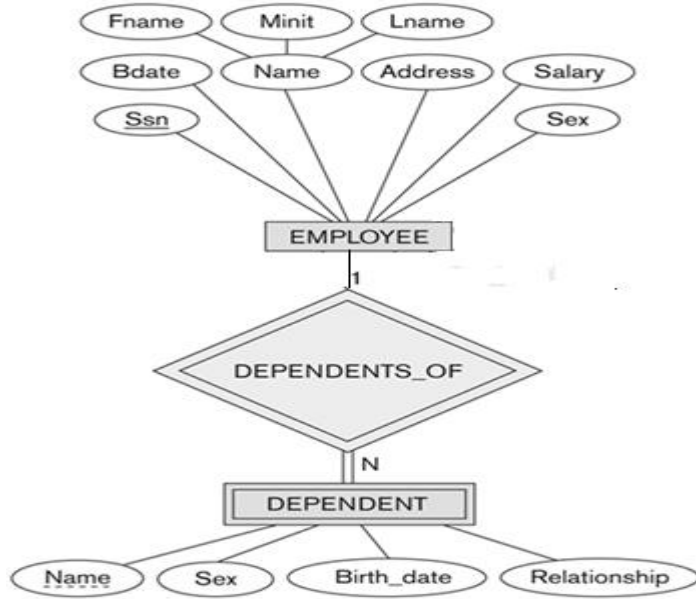 Fname Minit Lname
Bdate Name Address Salary
Ssn Sex
EMPLOYEE
1
DEPENDENTS_OF
N
DEPENDENT
Name Sex Birth_date Relationship